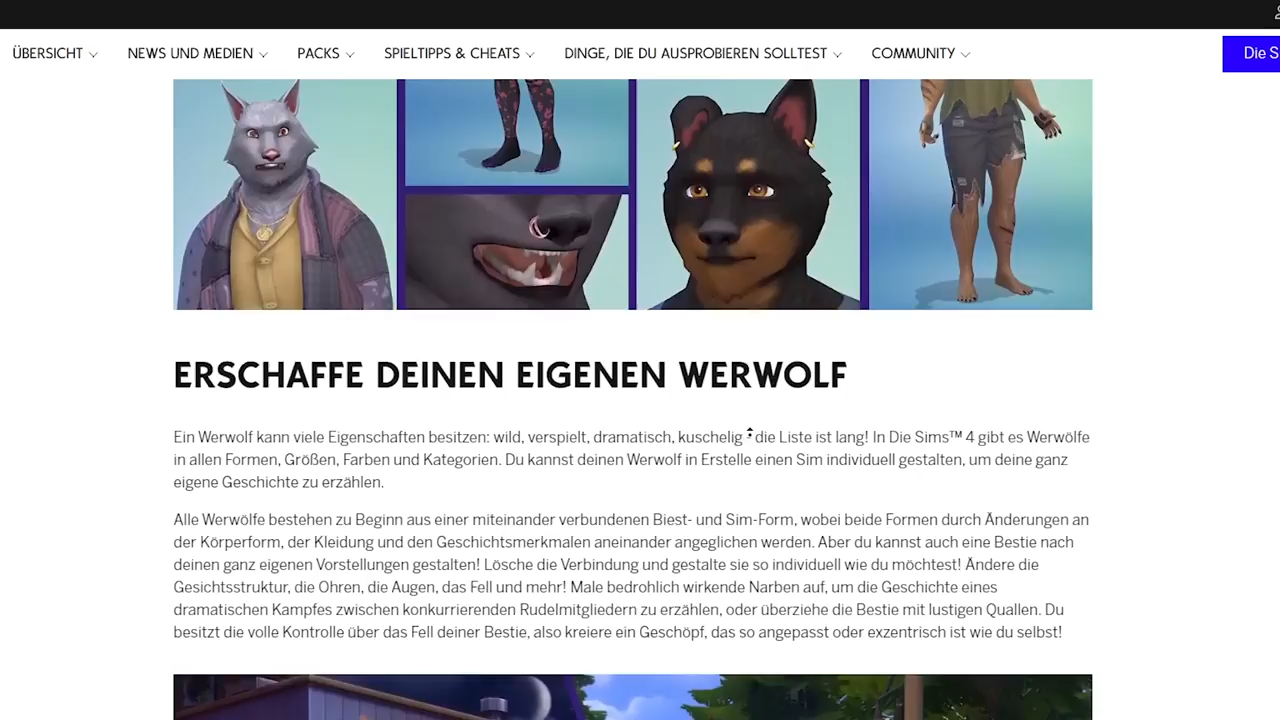 ÜBERSICHT NEWS UND MEDIEN PACKS SPIELTIPPS & CHEATS DINGE, DIE DU AUSPROBIEREN SOLLTEST COMMUNITY Die S
ERSCHAFFE DEINEN EIGENEN WERWOLF
Ein Werwolf kann viele Eigenschaften besitzen: wild, verspielt, dramatisch, kuschelig - die Liste ist lang! In Die Sims™ 4 gibt es Werwölfe
in allen Formen, Größen, Farben und Kategorien. Du kannst deinen Werwolf in Erstelle einen Sim individuell gestalten, um deine ganz
eigene Geschichte zu erzählen.
Alle Werwölfe bestehen zu Beginn aus einer miteinander verbundenen Biest- und Sim-Form, wobei beide Formen durch Änderungen an
der Körperform, der Kleidung und den Geschichtsmerkmalen aneinander angeglichen werden. Aber du kannst auch eine Bestie nach
deinen ganz eigenen Vorstellungen gestalten! Lösche die Verbindung und gestalte sie so individuell wie du möchtest! Ändere die
Gesichtsstruktur, die Ohren, die Augen, das Fell und mehr! Male bedrohlich wirkende Narben auf, um die Geschichte eines
dramatischen Kampfes zwischen konkurrierenden Rudelmitgliedern zu erzählen, oder überziehe die Bestie mit lustigen Quallen. Du
besitzt die volle Kontrolle über das Fell deiner Bestie, also kreiere ein Geschöpf, das so angepasst oder exzentrisch ist wie du selbst!